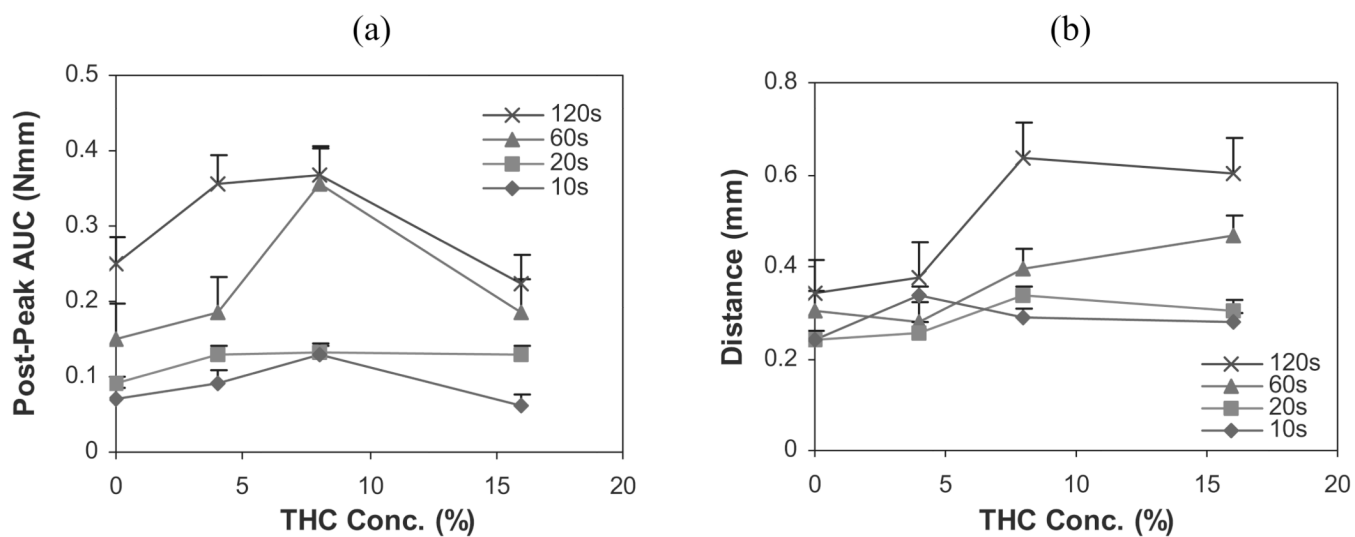 (a)
Post-Peak AUC (Nmm)
0.5
0.4
0.3
0.2
0.1
0
120s
60s
20s
10s
0 5 10 15 20
THC Conc. (%)
(b)
Distance (mm)
0.8
0.6
0.4
0.2
0
120s
60s
20s
10s
0 5 10 15 20
THC Conc. (%)